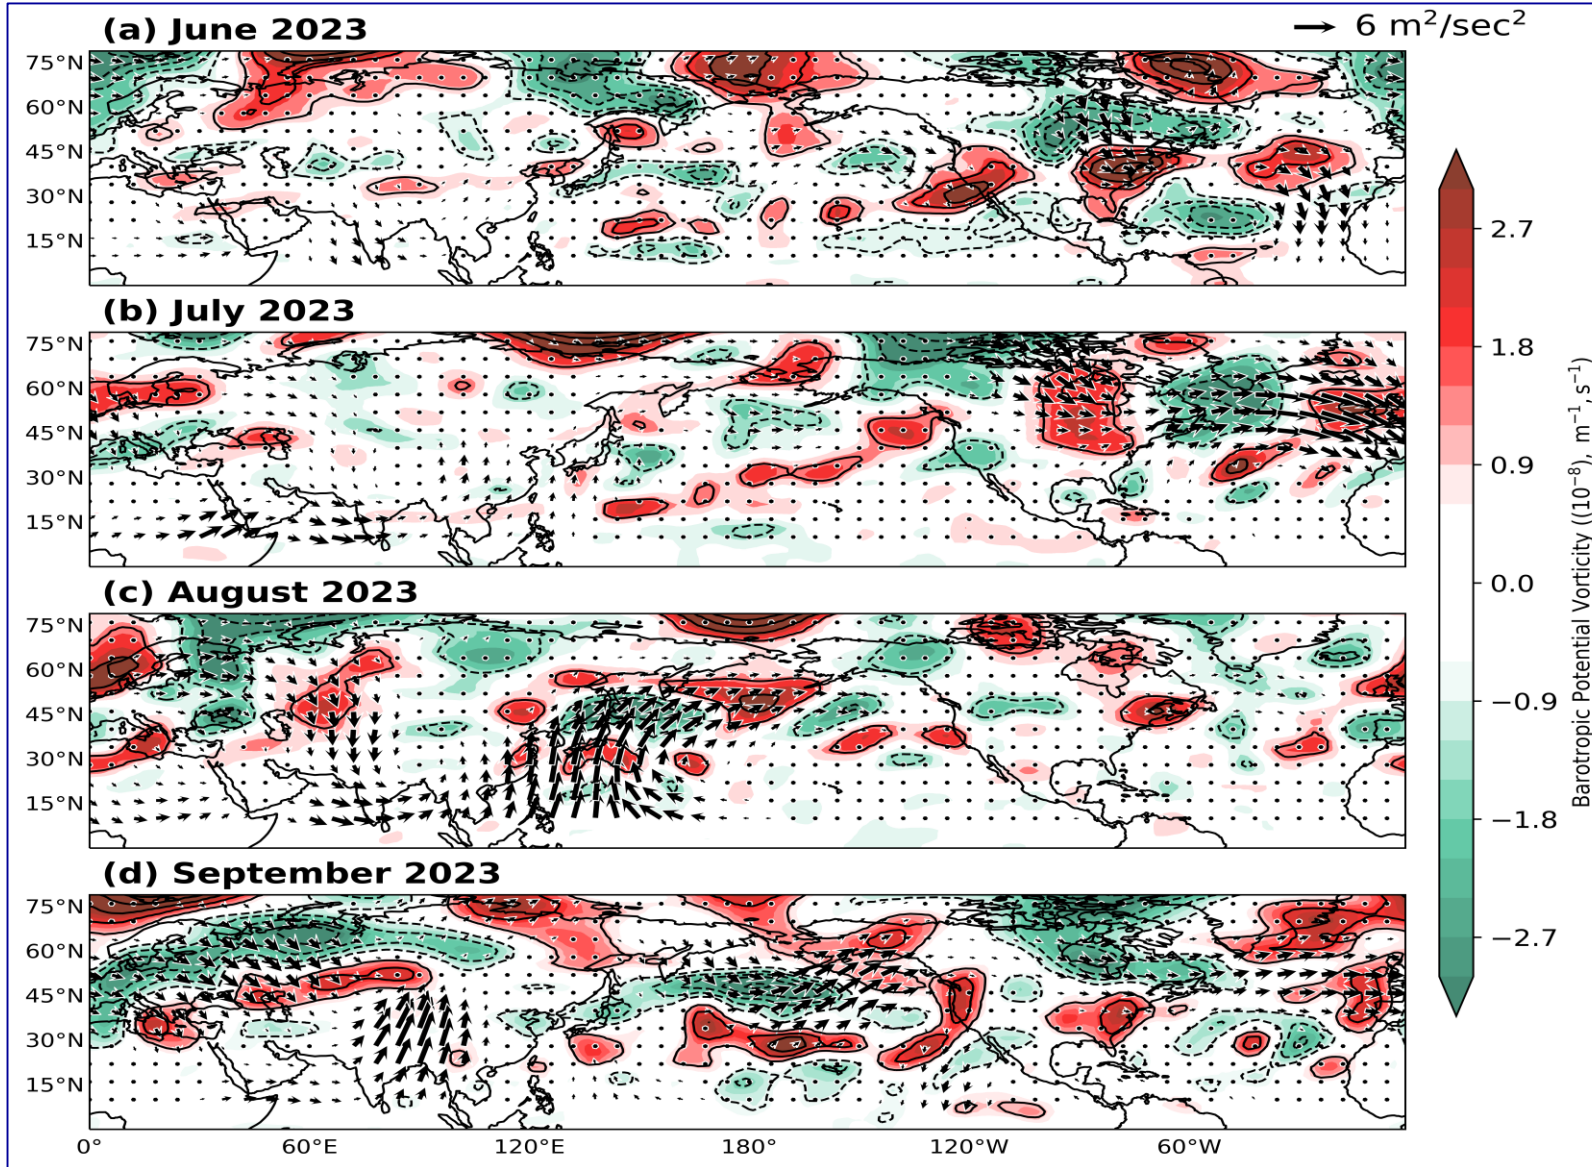 (a) June 2023
6 m²/sec²
75°N
60°N
45°N
30°N
15°N
(b) July 2023
75°N
60°N
45°N
30°N
15°N
(c) August 2023
75°N
60°N
45°N
30°N
15°N
(d) September 2023
75°N
60°N
45°N
30°N
15°N
0°
60°E
120°E
180°
120°W
60°W
2.7
1.8
0.9
0.0
−0.9
−1.8
−2.7
Barotropic Potential Vorticity ((10⁻⁸), m⁻¹, s⁻¹)